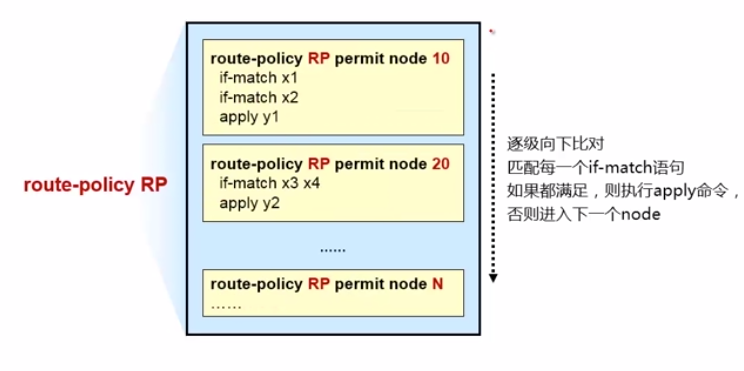 route-policy RP
route-policy RP permit node 10
if-match x1
if-match x2
apply y1
route-policy RP permit node 20
if-match x3 x4
apply y2
......
route-policy RP permit node N
......
逐级向下比对
匹配每一个if-match语句
如果都满足，则执行apply命令，
否则进入下一个node